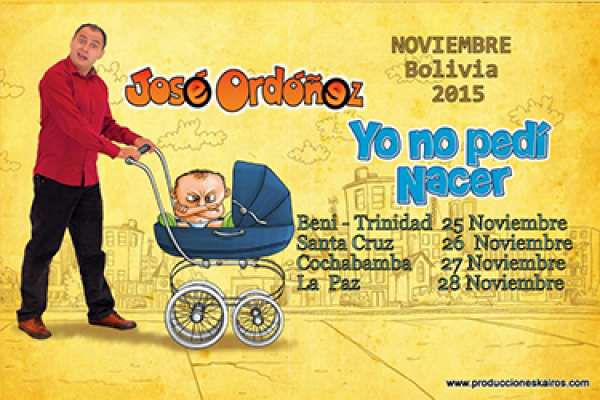 NOVIEMBRE
Bolivia
2015
José Ordóñez
Yo no pedí
Nacer
Beni - Trinidad 25 Noviembre
Santa Cruz 26 Noviembre
Cochabamba 27 Noviembre
La Paz 28 Noviembre
www.produccioneskairos.com